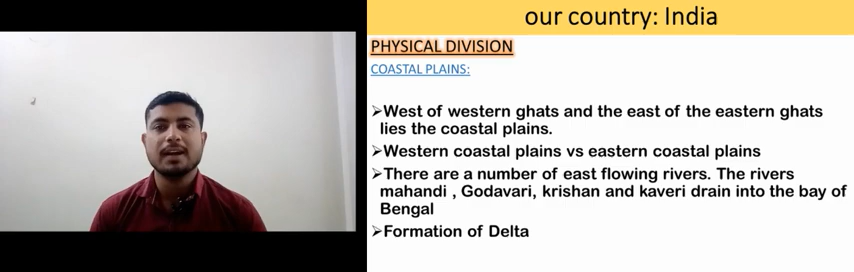 our country: India
PHYSICAL DIVISION
COASTAL PLAINS:
➢West of western ghats and the east of the eastern ghats
lies the coastal plains.
➢Western coastal plains vs eastern coastal plains
➢There are a number of east flowing rivers. The rivers
mahandi , Godavari, krishan and kaveri drain into the bay of
Bengal
➢Formation of Delta